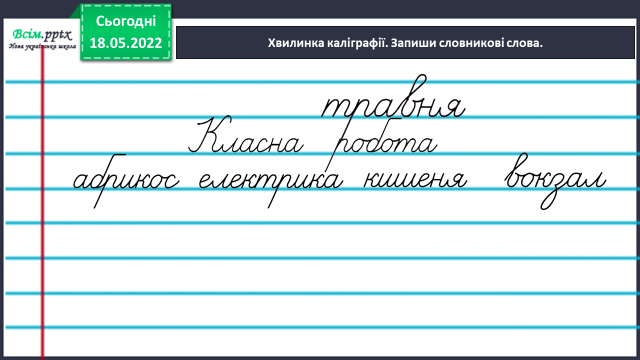 Всім.pptx
Нова українська школа
Сьогодні
18.05.2022
Хвилинка каліграфії. Запиши словникові слова.
травня
Класна робота
абрикос електрика кишеня вокзал